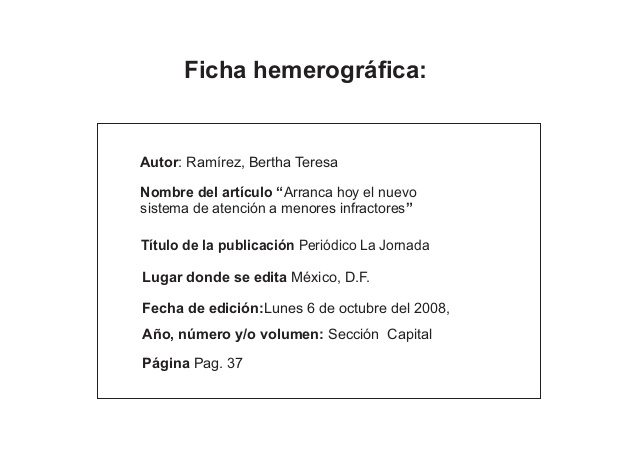 Ficha hemerográfica:
Autor: Ramírez, Bertha Teresa
Nombre del artículo “Arranca hoy el nuevo
sistema de atención a menores infractores”
Título de la publicación Periódico La Jornada
Lugar donde se edita México, D.F.
Fecha de edición:Lunes 6 de octubre del 2008,
Año, número y/o volumen: Sección Capital
Página Pag. 37